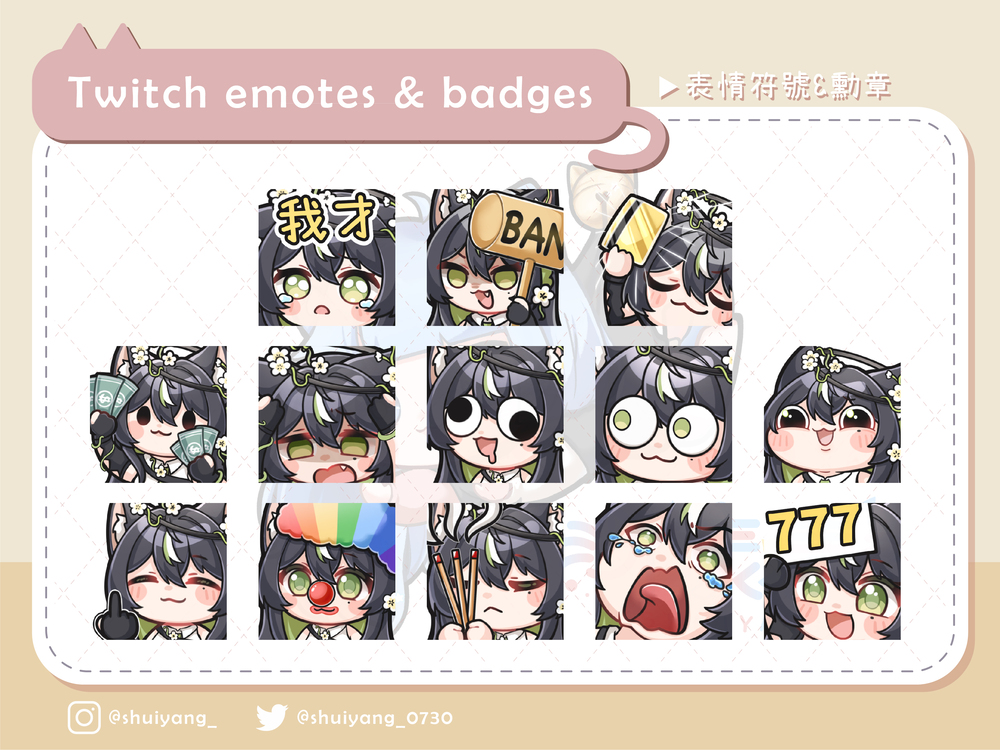 Twitch emotes & badges
▶表情符號&勳章
我才
BAN
777
@shuiyang_
@shuiyang_0730